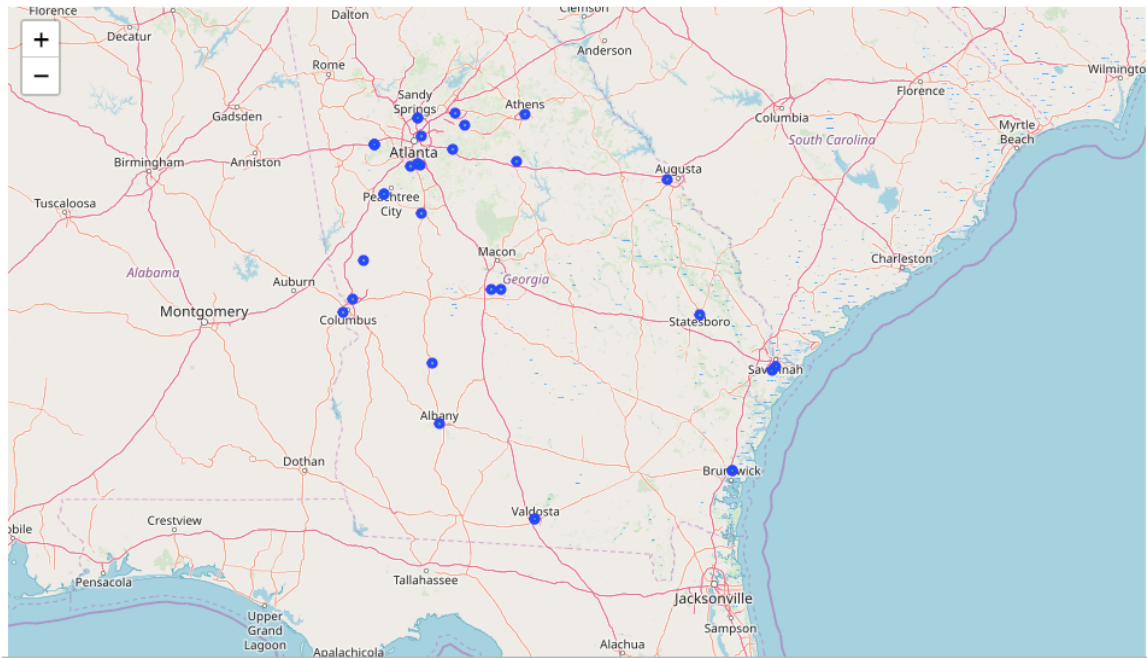 +
−
Florence
Dalton
Clemson
Decatur
Anderson
Rome
Wilmingto
Sandy
Springs
Athens
Florence
Gadsden
Columbia
Myrtle
Beach
South Carolina
Birmingham
Anniston
Atlanta
Augusta
Tuscaloosa
Peachtree
City
Macon
Charleston
Alabama
Auburn
Georgia
Montgomery
Columbus
Statesboro
Savannah
Albany
Dothan
Brunswick
Valdosta
Crestview
obile
Pensacola
Tallahassee
Jacksonville
Upper
Grand
Lagoon
Sampson
Alachua
Apalachicola